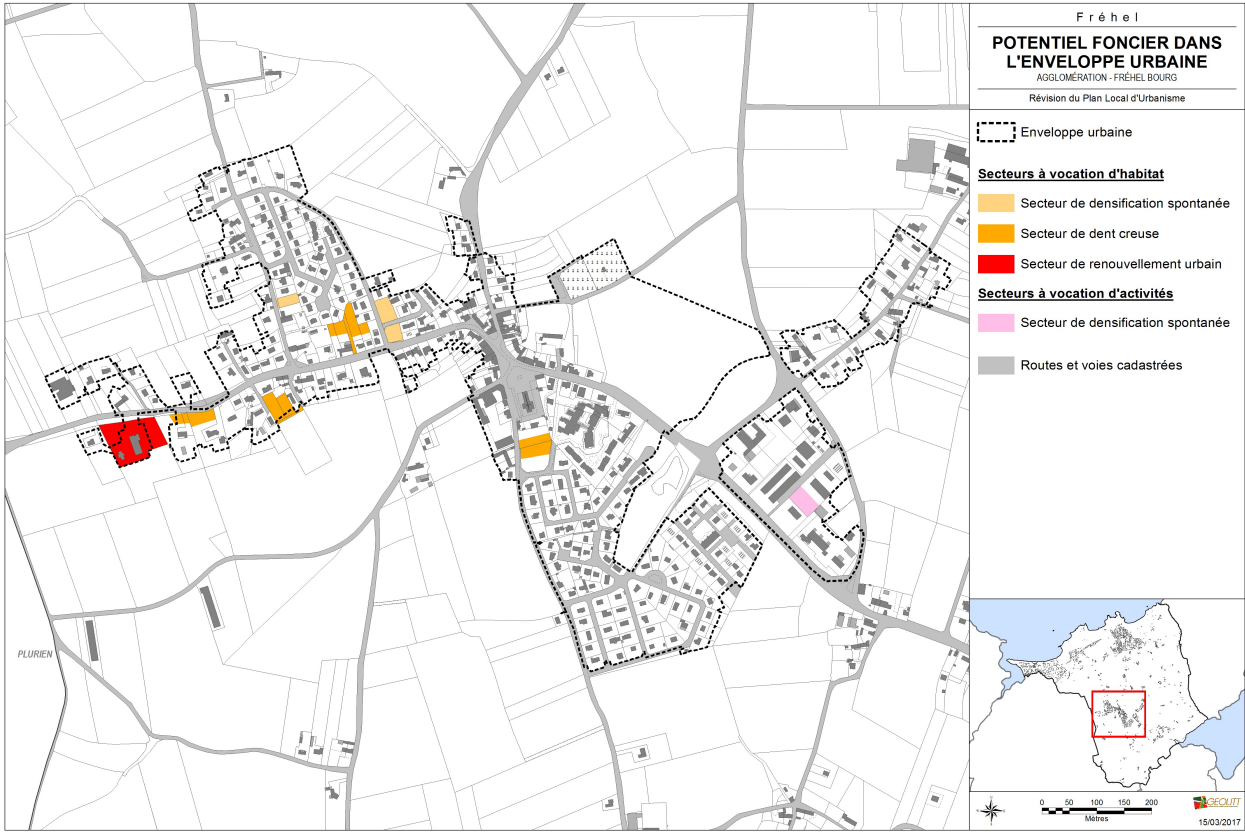 Fréhel
POTENTIEL FONCIER DANS
L'ENVELOPPE URBAINE
AGGLOMÉRATION - FRÉHEL BOURG
Révision du Plan Local d'Urbanisme
Enveloppe urbaine
Secteurs à vocation d'habitat
Secteur de densification spontanée
Secteur de dent creuse
Secteur de renouvellement urbain
Secteurs à vocation d'activités
Secteur de densification spontanée
Routes et voies cadastrées
PLURIEN
0 50 100 150 200
Mètres
GEOLITT
15/03/2017